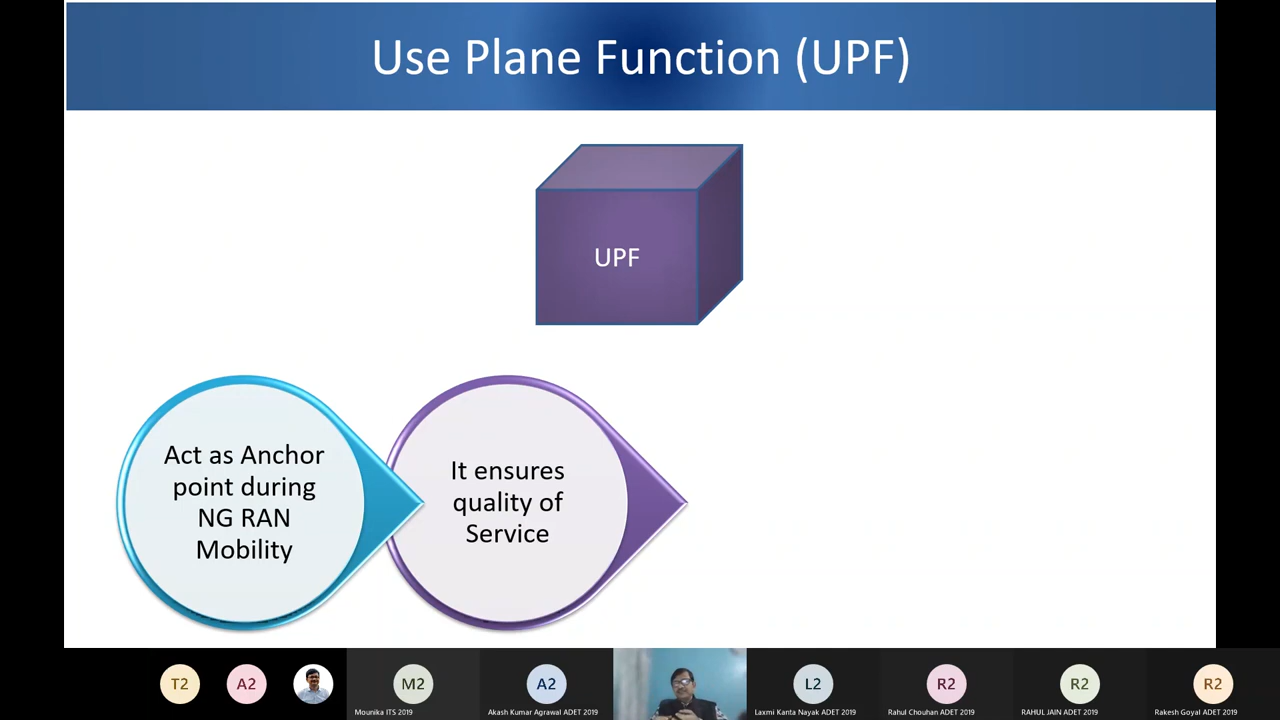 Use Plane Function (UPF)
UPF
Act as Anchor
point during
NG RAN
Mobility
It ensures
quality of
Service
T2
A2
M2
Mounika ITS 2019
A2
Akash Kumar Agrawal ADET 2019
L2
Laxmi Kanta Nayak ADET 2019
R2
Rahul Chouhan ADET 2019
R2
RAHUL JAIN ADET 2019
R2
Rakesh Goyal ADET 2019